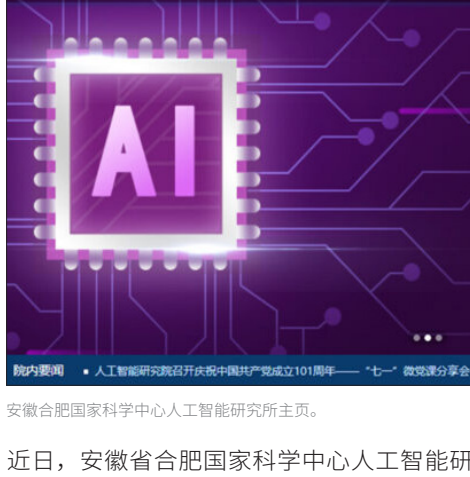 AI
院内要闻 ▪ 人工智能研究院召开庆祝中国共产党成立101周年——“七一”微党课分享会
安徽合肥国家科学中心人工智能研究所主页。
近日，安徽省合肥国家科学中心人工智能研